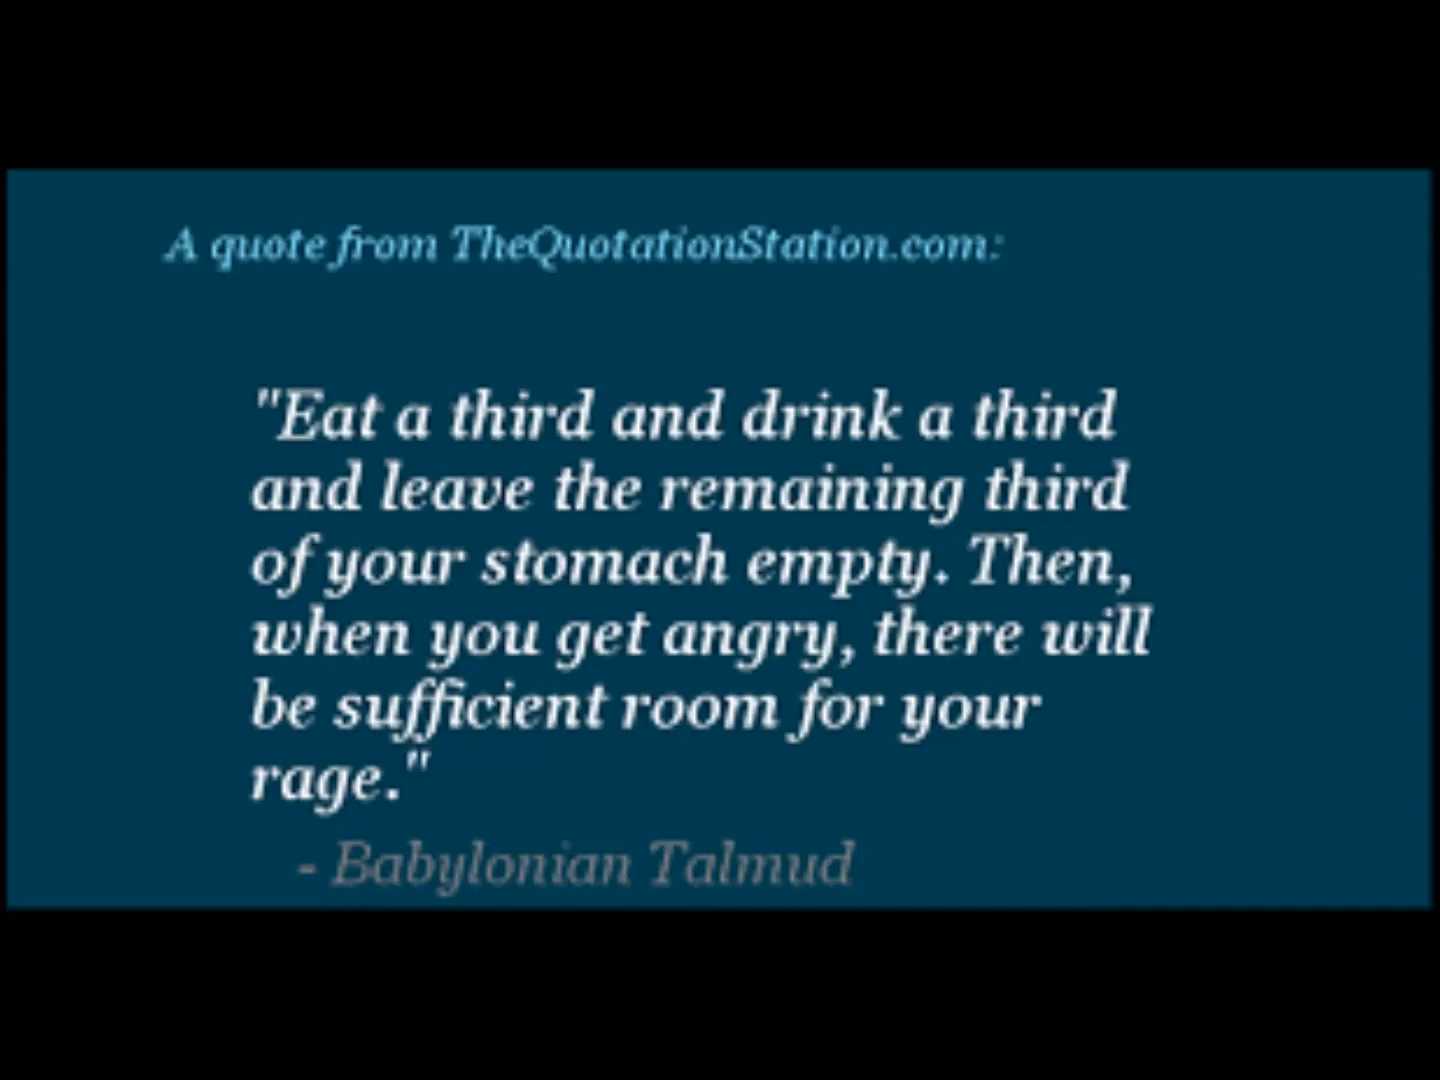 A quote from TheQuotationStation.com:
"Eat a third and drink a third
and leave the remaining third
of your stomach empty. Then,
when you get angry, there will
be sufficient room for your
rage."
- Babylonian Talmud